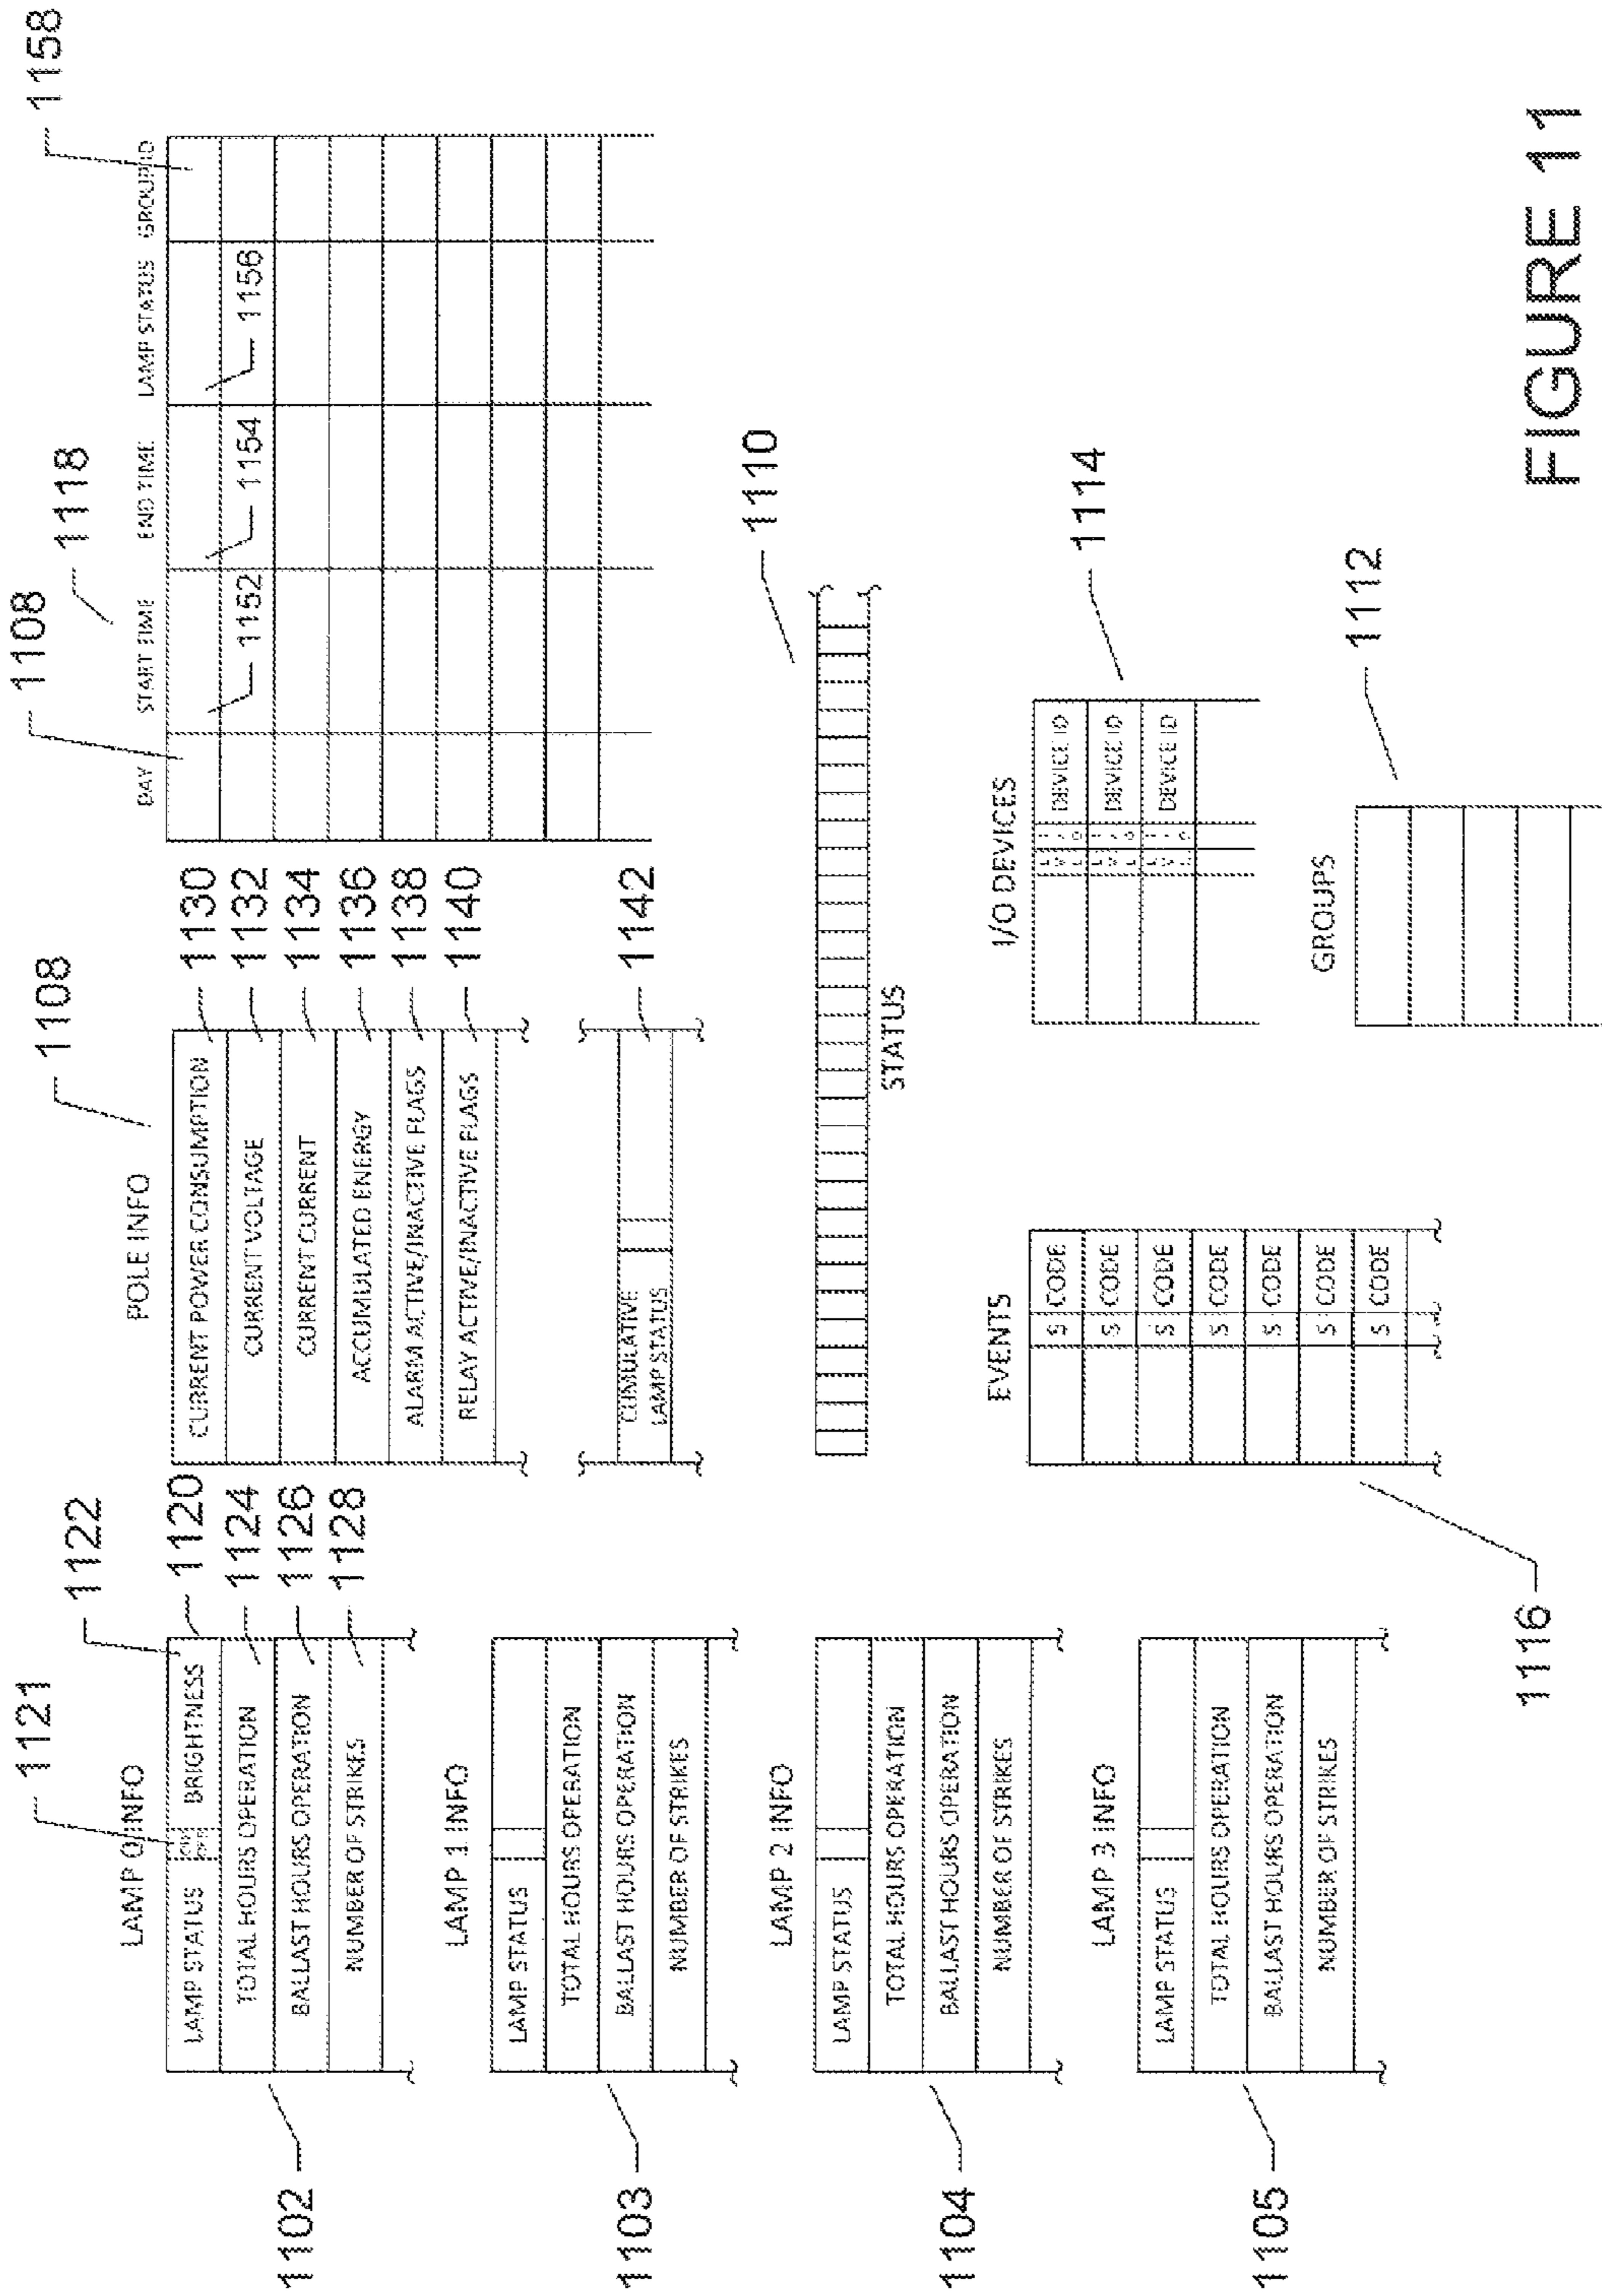 1121
1122
LAMP 0 INFO
LAMP STATUS
ON/
OFF
BRIGHTNESS
1120
TOTAL HOURS OPERATION
1124
BALLAST HOURS OPERATION
1126
NUMBER OF STRIKES
1128
1102
LAMP 1 INFO
LAMP STATUS
TOTAL HOURS OPERATION
BALLAST HOURS OPERATION
NUMBER OF STRIKES
1103
LAMP 2 INFO
LAMP STATUS
TOTAL HOURS OPERATION
BALLAST HOURS OPERATION
NUMBER OF STRIKES
1104
LAMP 3 INFO
LAMP STATUS
TOTAL HOURS OPERATION
BALLAST HOURS OPERATION
NUMBER OF STRIKES
1105
1108
POLE INFO
CURRENT POWER CONSUMPTION
1130
CURRENT VOLTAGE
1132
CURRENT CURRENT
1134
ACCUMULATED ENERGY
1136
ALARM ACTIVE/INACTIVE FLAGS
1138
RELAY ACTIVE/INACTIVE FLAGS
1140
CUMULATIVE
LAMP STATUS
1142
1108
1118
1158
DAY START TIME END TIME LAMP STATUS GROUP ID
1152
1154
1156
1110
STATUS
EVENTS
S CODE
S CODE
S CODE
S CODE
S CODE
S CODE
S CODE
1116
I/O DEVICES
L V L I / O DEVICE ID
L V L I / O DEVICE ID
L V L I / O DEVICE ID
1114
GROUPS
1112
FIGURE 11